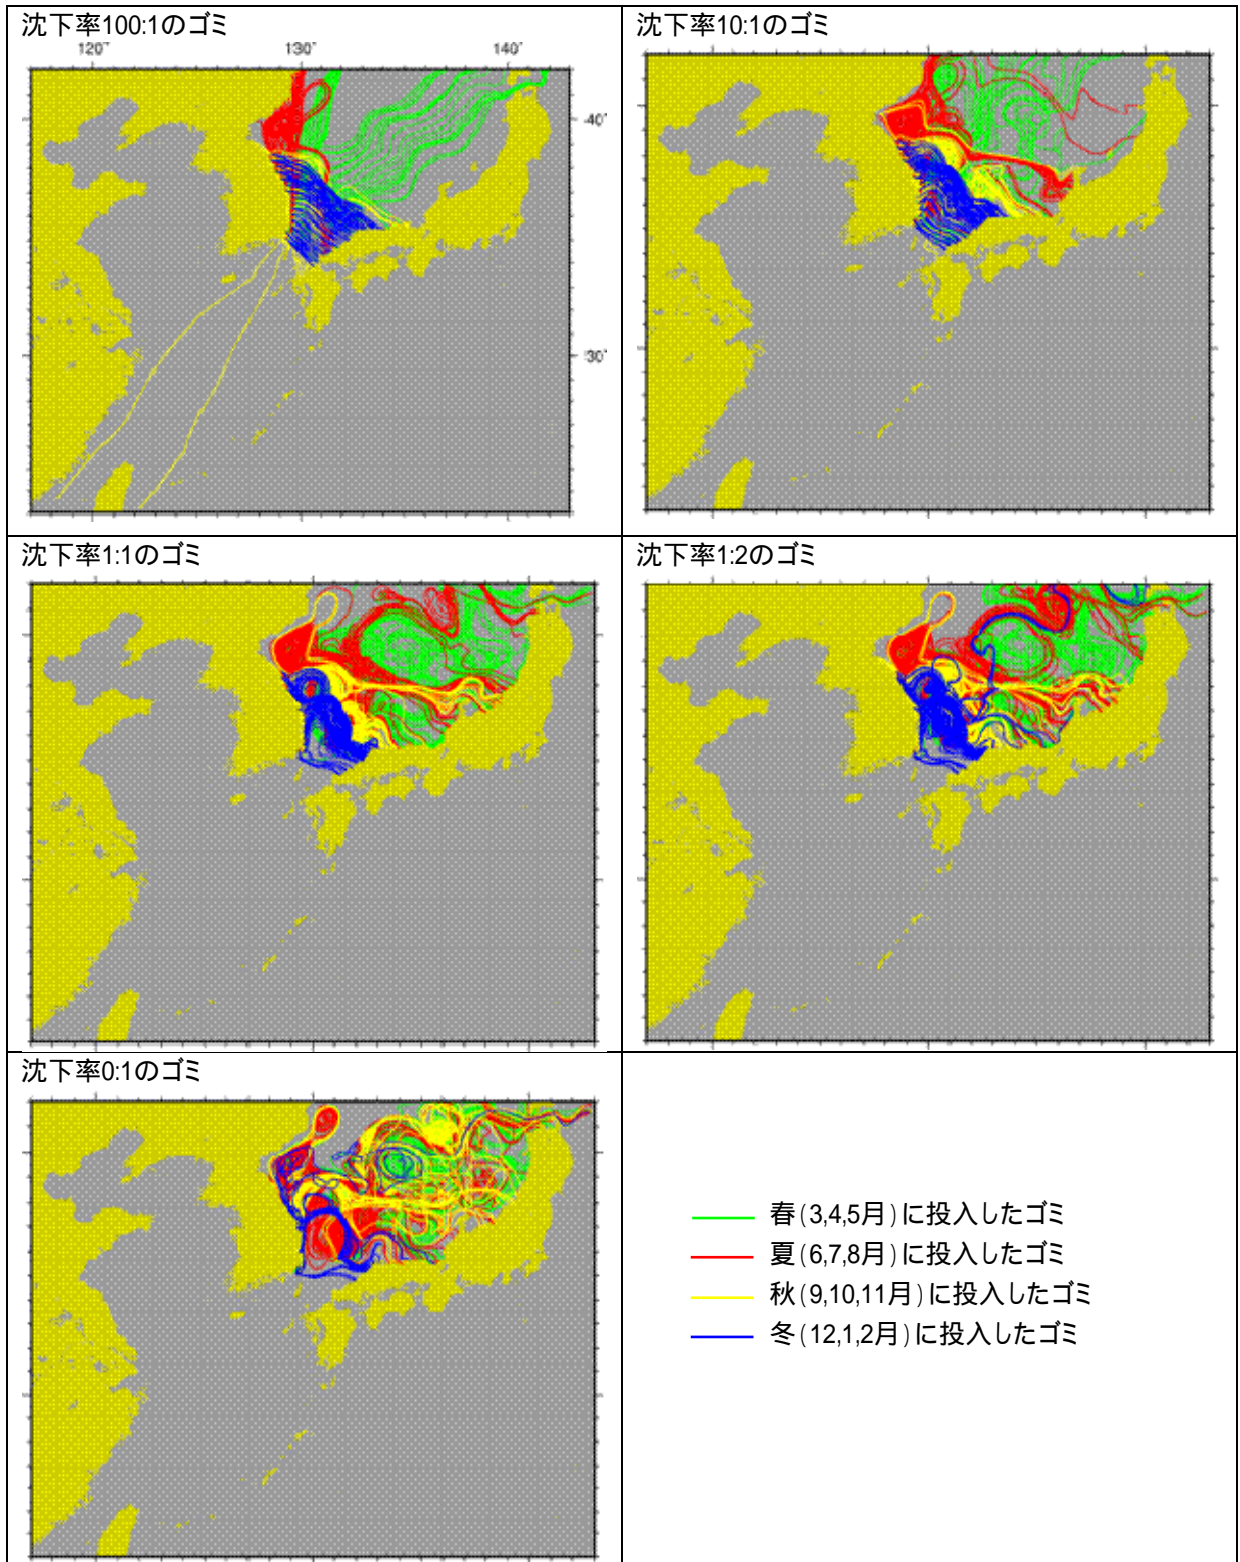 沈下率100:1のゴミ
沈下率10:1のゴミ
120°
130°
140°
40°
30°
沈下率1:1のゴミ
沈下率1:2のゴミ
沈下率0:1のゴミ
春(3,4,5月)に投入したゴミ
夏(6,7,8月)に投入したゴミ
秋(9,10,11月)に投入したゴミ
冬(12,1,2月)に投入したゴミ